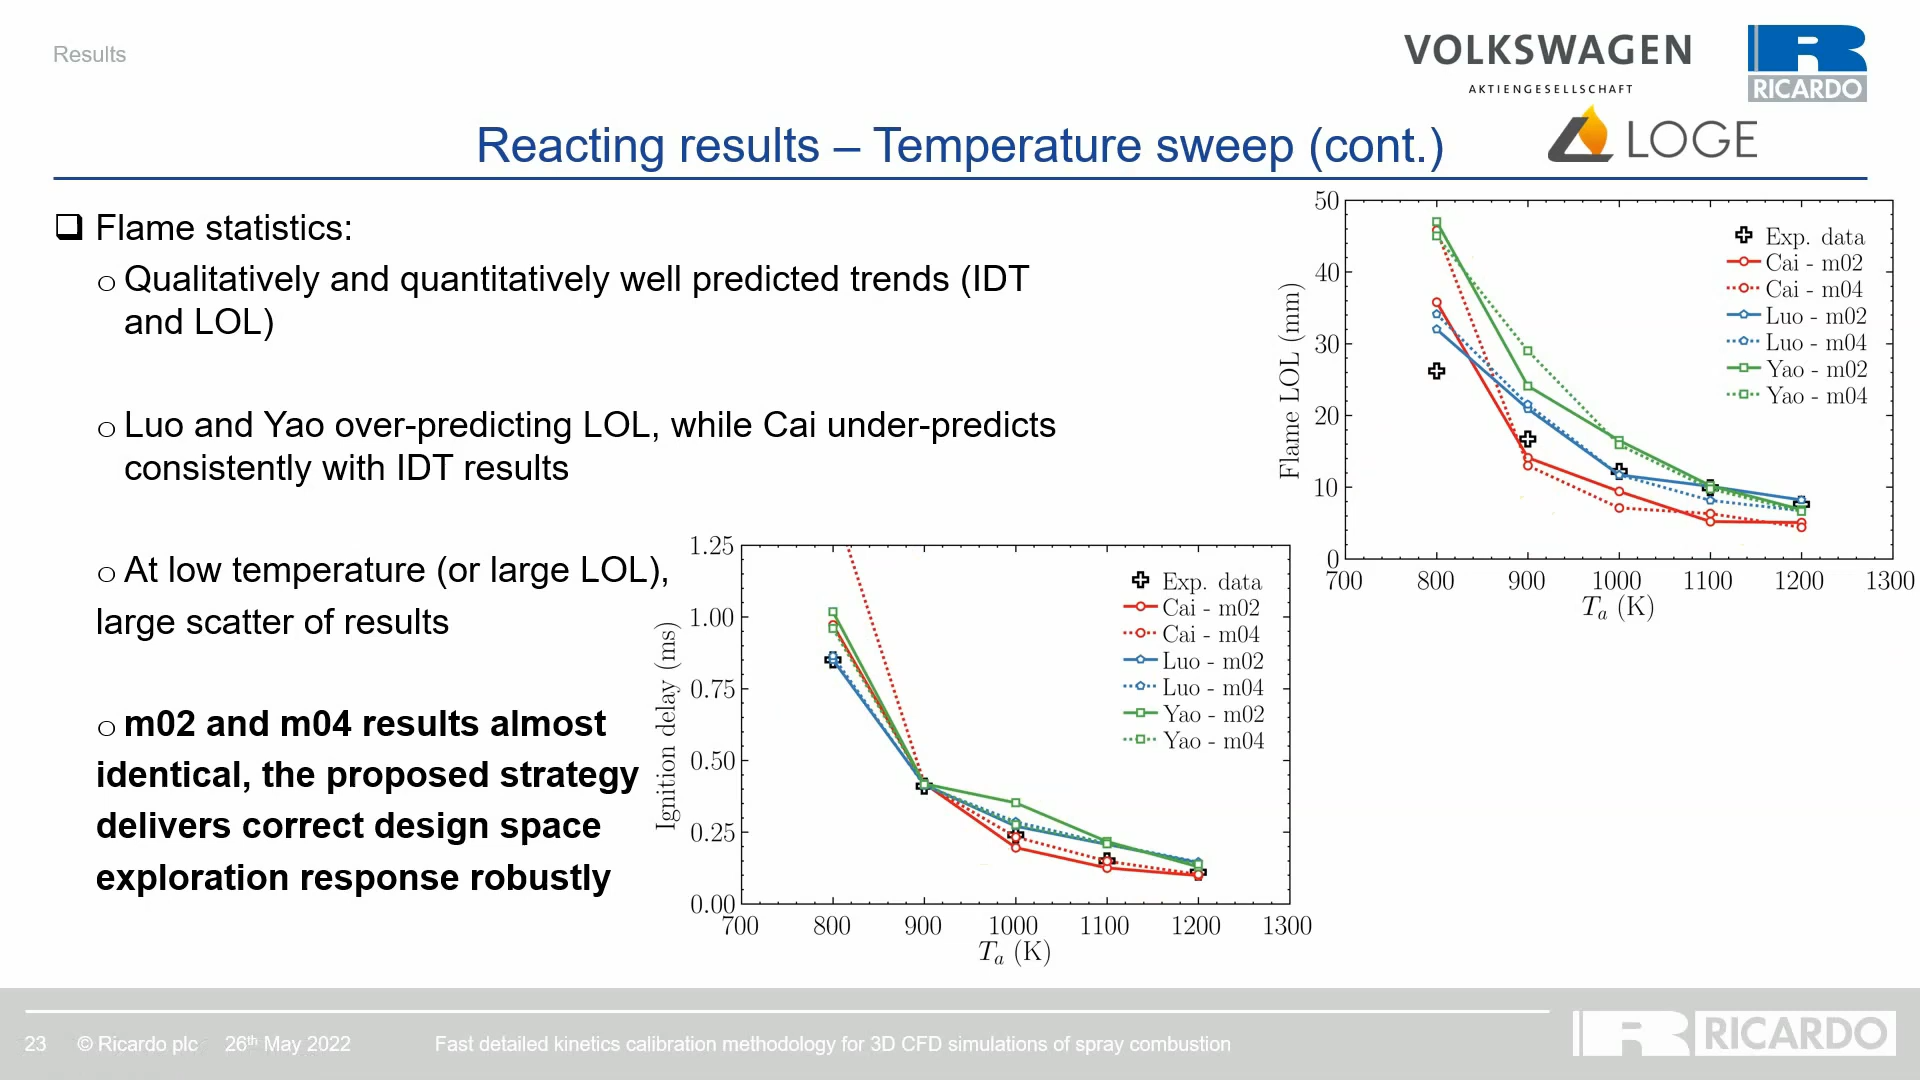 Results
VOLKSWAGEN
AKTIENGESELLSCHAFT
RICARDO
LOGE
Reacting results – Temperature sweep (cont.)
❑ Flame statistics:
o Qualitatively and quantitatively well predicted trends (IDT
and LOL)
o Luo and Yao over-predicting LOL, while Cai under-predicts
consistently with IDT results
o At low temperature (or large LOL),
large scatter of results
o m02 and m04 results almost
identical, the proposed strategy
delivers correct design space
exploration response robustly
1.25
1.00
0.75
0.50
0.25
0.00
Ignition delay (ms)
Exp. data
Cai - m02
Cai - m04
Luo - m02
Luo - m04
Yao - m02
Yao - m04
700 800 900 1000 1100 1200 1300
Tₐ (K)
50
40
30
20
10
0
Flame LOL (mm)
Exp. data
Cai - m02
Cai - m04
Luo - m02
Luo - m04
Yao - m02
Yao - m04
700 800 900 1000 1100 1200 1300
Tₐ (K)
23 © Ricardo plc 26th May 2022 Fast detailed kinetics calibration methodology for 3D CFD simulations of spray combustion
RICARDO